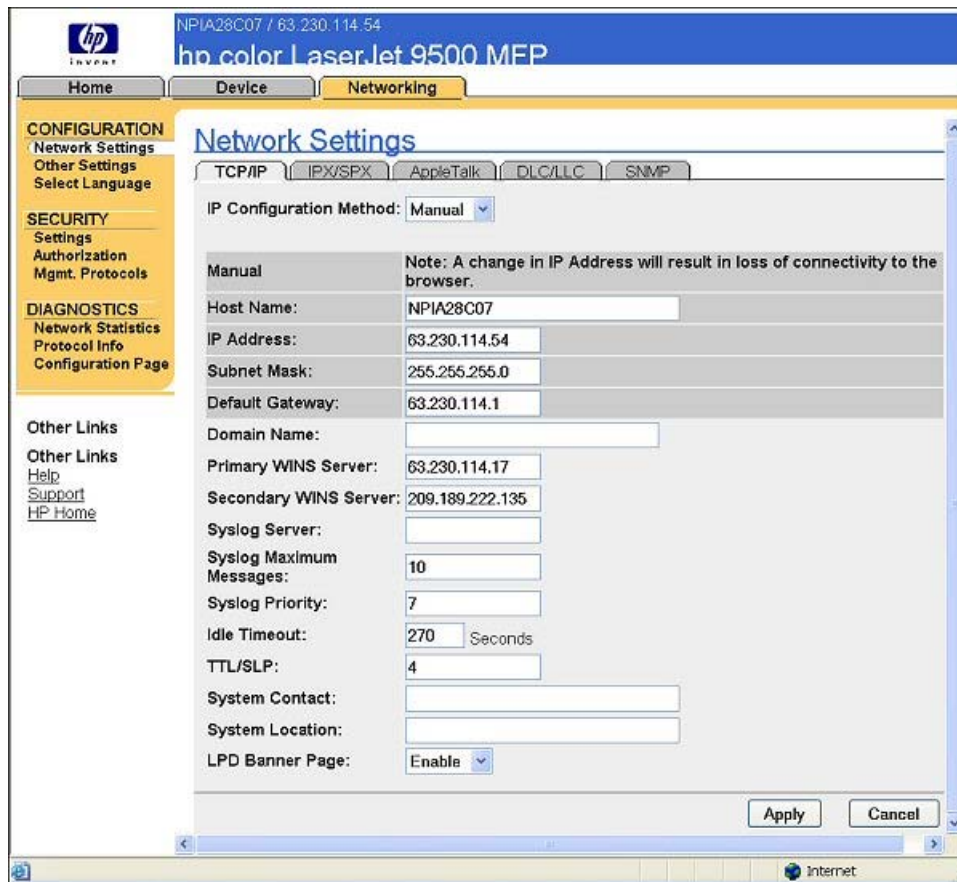 hp
invent
NPIA28C07 / 63.230.114.54
hp color LaserJet 9500 MFP
Home
Device
Networking
CONFIGURATION
Network Settings
Other Settings
Select Language
SECURITY
Settings
Authorization
Mgmt. Protocols
DIAGNOSTICS
Network Statistics
Protocol Info
Configuration Page
Other Links
Other Links
Help
Support
HP Home
Network Settings
TCP/IP
IPX/SPX
AppleTalk
DLC/LLC
SNMP
IP Configuration Method: Manual
Manual
Note: A change in IP Address will result in loss of connectivity to the
browser.
Host Name: NPIA28C07
IP Address: 63.230.114.54
Subnet Mask: 255.255.255.0
Default Gateway: 63.230.114.1
Domain Name:
Primary WINS Server: 63.230.114.17
Secondary WINS Server: 209.189.222.135
Syslog Server:
Syslog Maximum
Messages: 10
Syslog Priority: 7
Idle Timeout: 270 Seconds
TTL/SLP: 4
System Contact:
System Location:
LPD Banner Page: Enable
Apply
Cancel
Internet